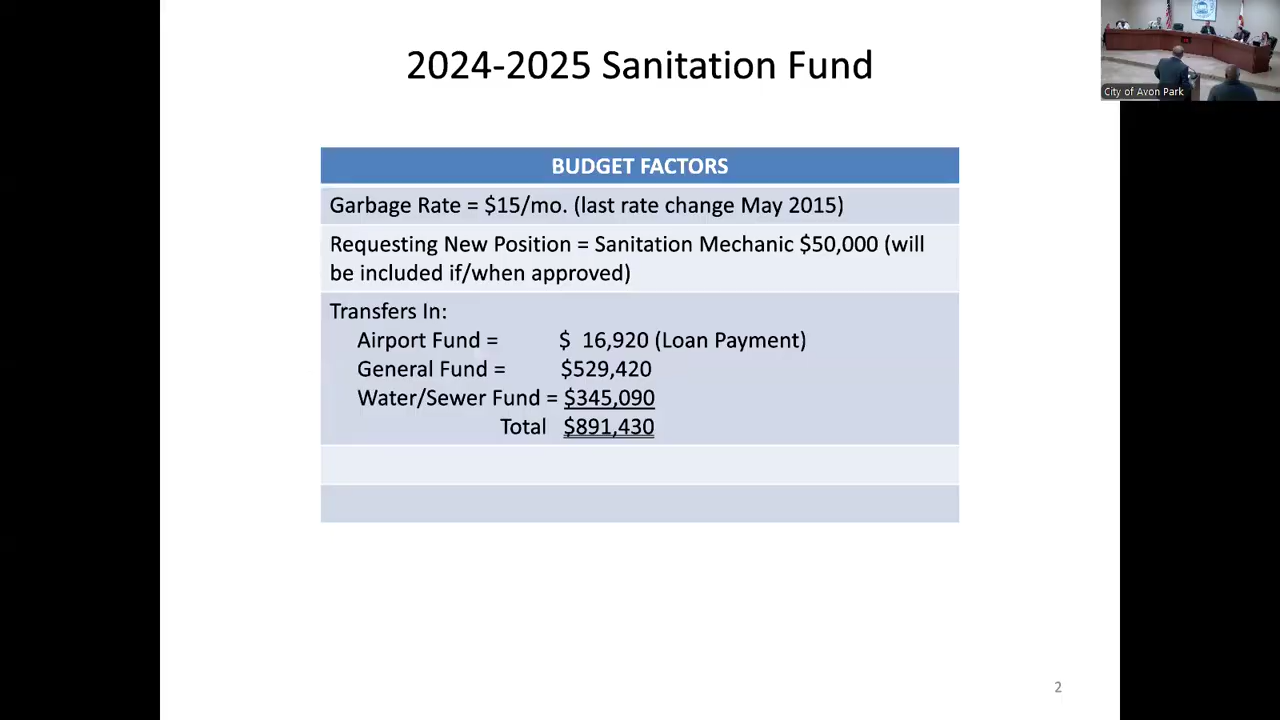 2024-2025 Sanitation Fund
City of Avon Park
BUDGET FACTORS
Garbage Rate = $15/mo. (last rate change May 2015)
Requesting New Position = Sanitation Mechanic $50,000 (will
be included if/when approved)
Transfers In:
Airport Fund = $ 16,920 (Loan Payment)
General Fund = $529,420
Water/Sewer Fund = $345,090
Total $891,430
2